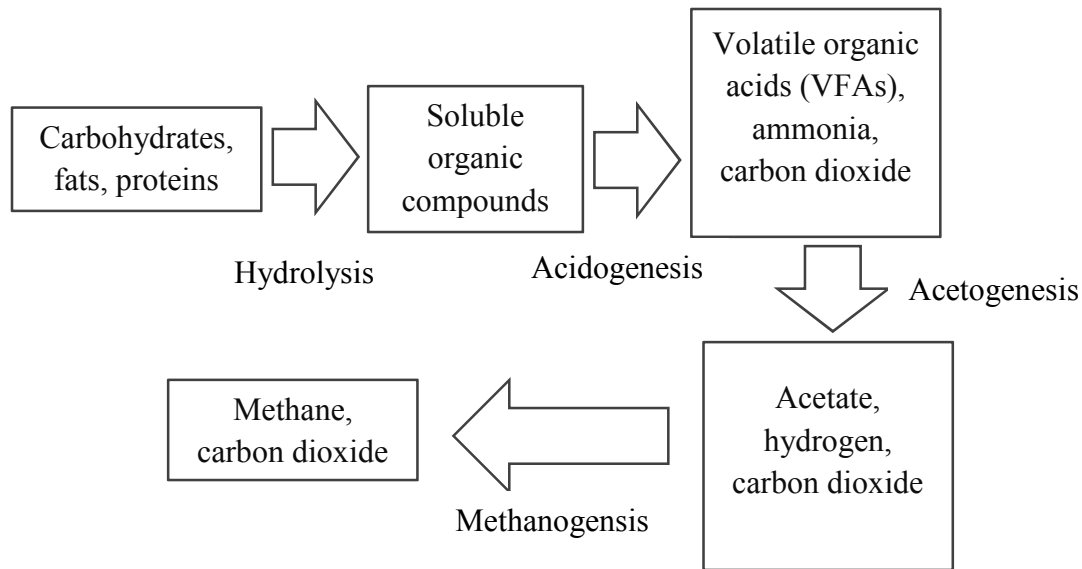 Carbohydrates,
fats, proteins
Hydrolysis
Soluble
organic
compounds
Acidogenesis
Volatile organic
acids (VFAs),
ammonia,
carbon dioxide
Acetogenesis
Acetate,
hydrogen,
carbon dioxide
Methanogensis
Methane,
carbon dioxide